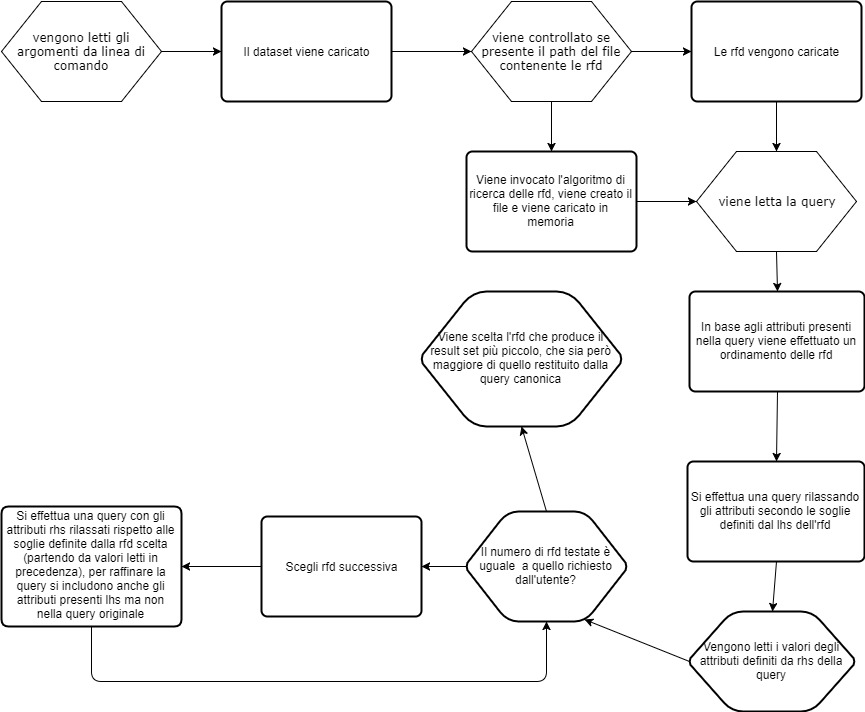 vengono letti gli
argomenti da linea di
comando
Il dataset viene caricato
viene controllato se
presente il path del file
contenente le rfd
Le rfd vengono caricate
Viene invocato l'algoritmo di
ricerca delle rfd, viene creato il
file e viene caricato in
memoria
viene letta la query
In base agli attributi presenti
nella query viene effettuato un
ordinamento delle rfd
Viene scelta l'rfd che produce il
result set più piccolo, che sia però
maggiore di quello restituito dalla
query canonica
Si effettua una query rilassando
gli attributi secondo le soglie
definiti dal lhs dell'rfd
Si effettua una query con gli
attributi rhs rilassati rispetto alle
soglie definite dalla rfd scelta
(partendo da valori letti in
precedenza), per raffinare la
query si includono anche gli
attributi presenti lhs ma non
nella query originale
Scegli rfd successiva
Il numero di rfd testate è
uguale a quello richiesto
dall'utente?
Vengono letti i valori degli
attributi definiti da rhs della
query